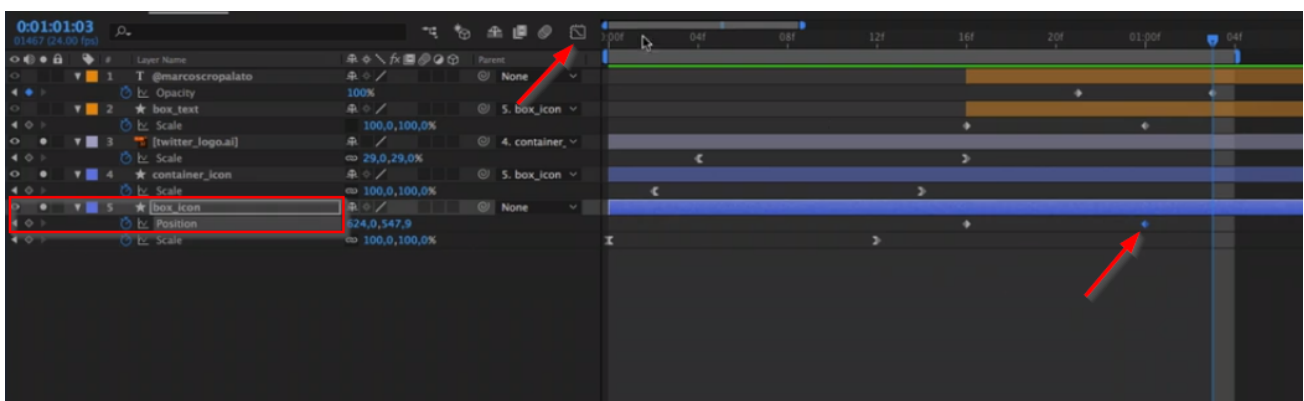 0:01:01:03
01467 (24.00 fps)
:00f 04f 08f 12f 16f 20f 01:00f 04f
# Layer Name Parent
1 T @marcoscropalato None
Opacity 100%
2 box_text 5. box_icon
Scale 100,0,100,0%
3 [twitter_logo.ai] 4. container_
Scale 29,0,29,0%
4 container_icon 5. box_icon
Scale 100,0,100,0%
5 box_icon None
Position 624,0,547,9
Scale 100,0,100,0%